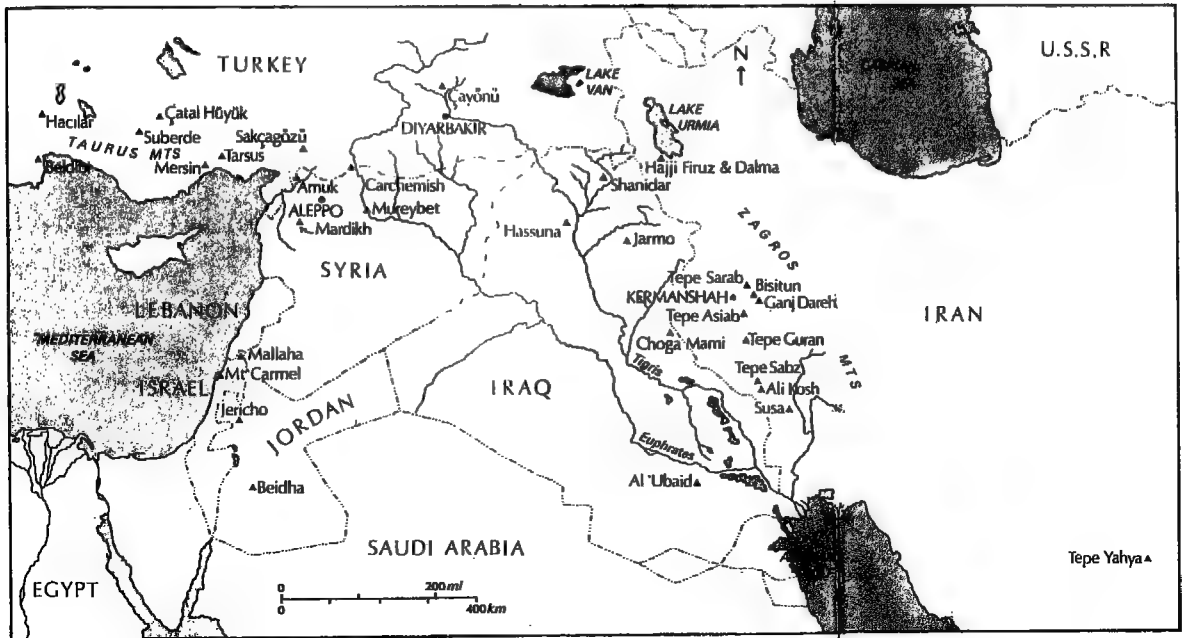 TURKEY
U.S.S.R
N
LAKE
VAN
LAKE
URMIA
Çayönü
DIYARBAKIR
Hacılar
Çatal Hüyük
Suberde
Sakçagözü
TAURUS MTS
Tarsus
Mersin
Beldibi
Amuk
Carchemish
ALEPPO
Mureybet
Mardikh
Hajji Firuz & Dalma
Shanidar
Hassuna
Jarmo
ZAGROS
MTS
SYRIA
LEBANON
MEDITERRANEAN
SEA
Tepe Sarab
Bisitun
KERMANSHAH
Ganj Dareh
Tepe Asiab
IRAN
Choga Mami
Tepe Guran
Mallaha
Mt Carmel
ISRAEL
IRAQ
Tigris
Tepe Sabz
Ali Kosh
Susa
Jericho
JORDAN
Euphrates
Beidha
Al 'Ubaid
SAUDI ARABIA
EGYPT
Tepe Yahya
0 200 ml
0 400 km